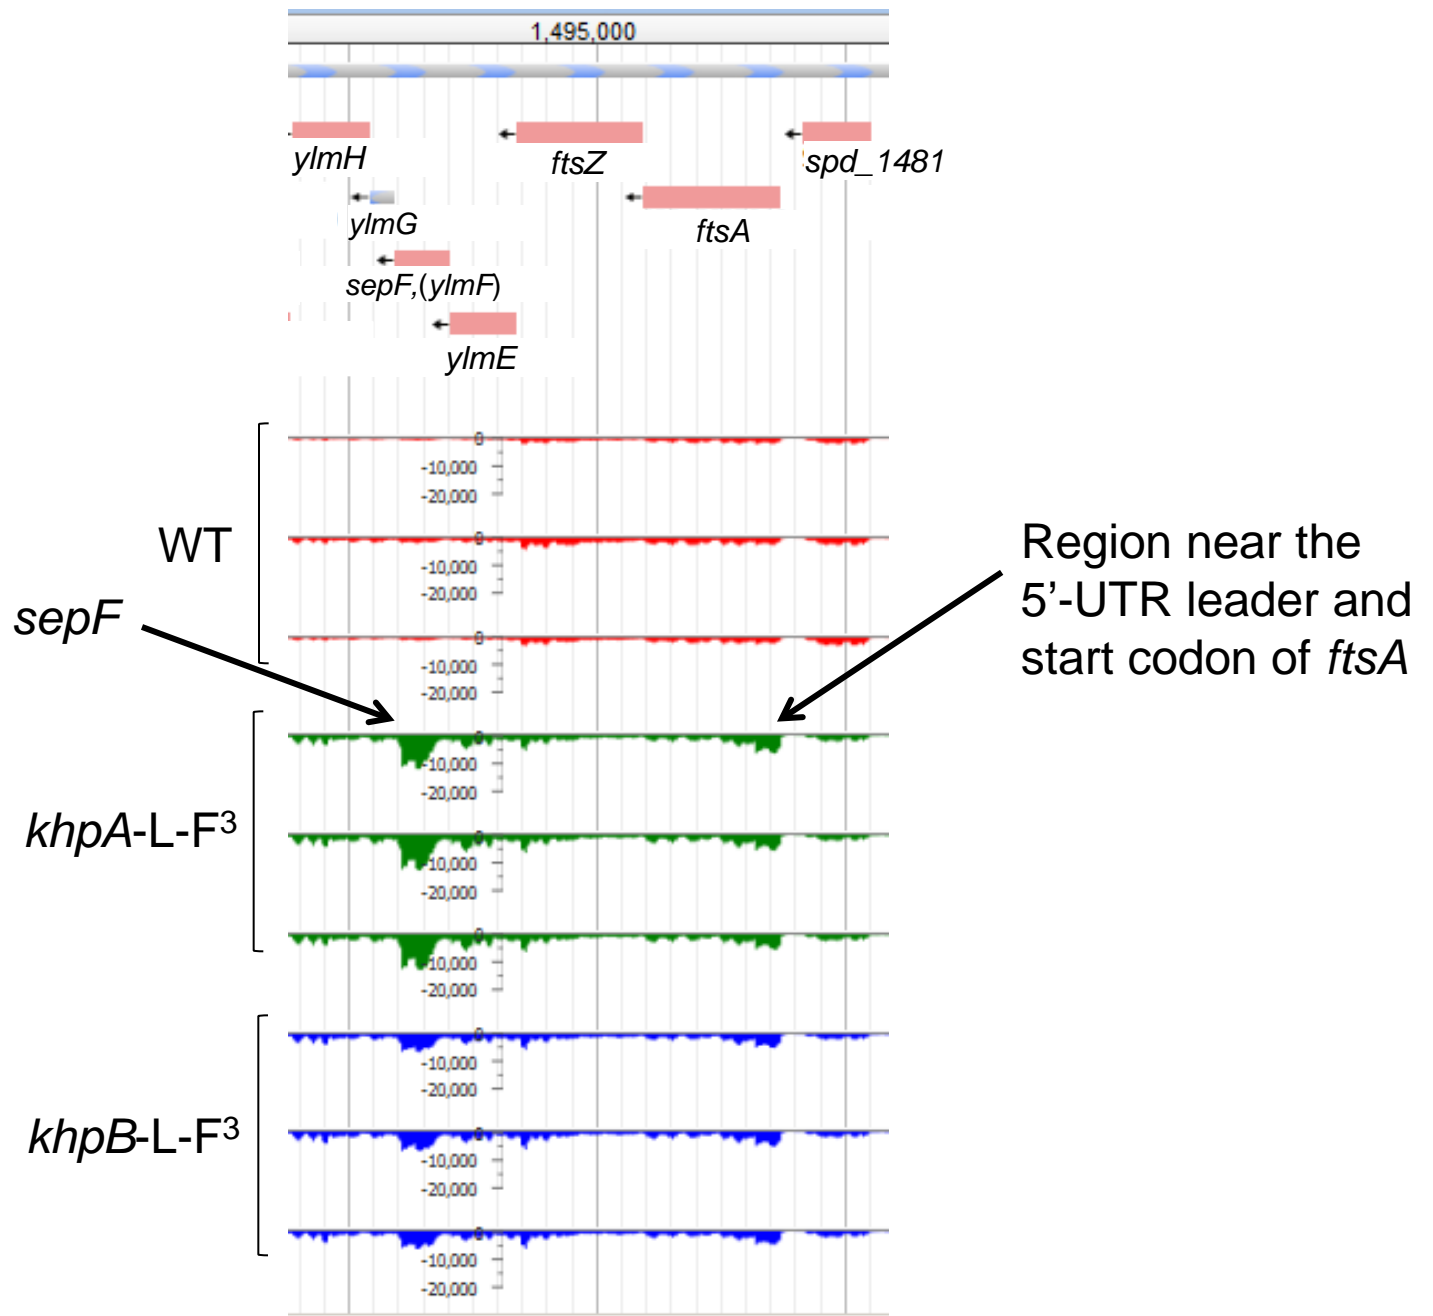 1,495,000
ylmH
ftsZ
spd_1481
ylmG
ftsA
sepF,(ylmF)
ylmE
WT
0
-10,000
-20,000
0
-10,000
-20,000
0
-10,000
-20,000
sepF
Region near the
5’-UTR leader and
start codon of ftsA
khpA-L-F³
0
-10,000
-20,000
0
-10,000
-20,000
0
-10,000
-20,000
khpB-L-F³
0
-10,000
-20,000
0
-10,000
-20,000
0
-10,000
-20,000